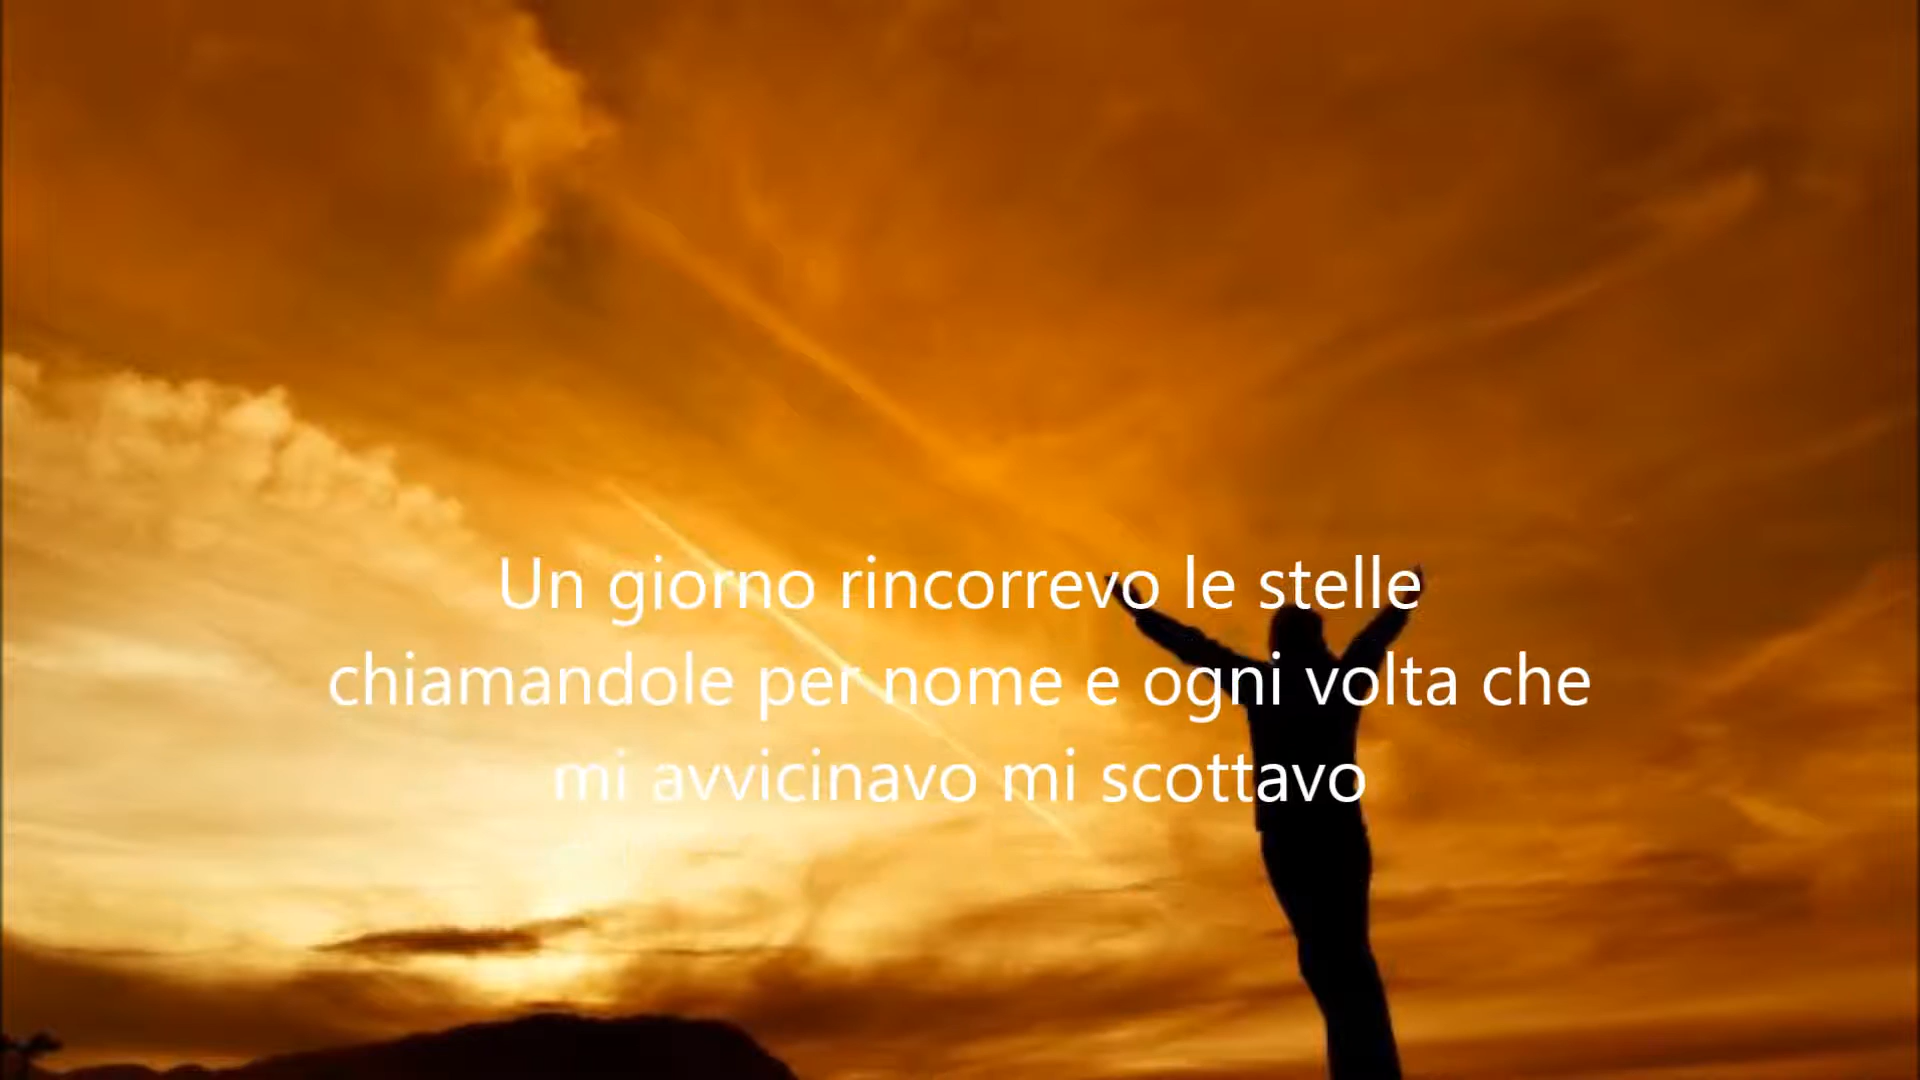 Un giorno rincorrevo le stelle
chiamandole per nome e ogni volta che
mi avvicinavo mi scottavo